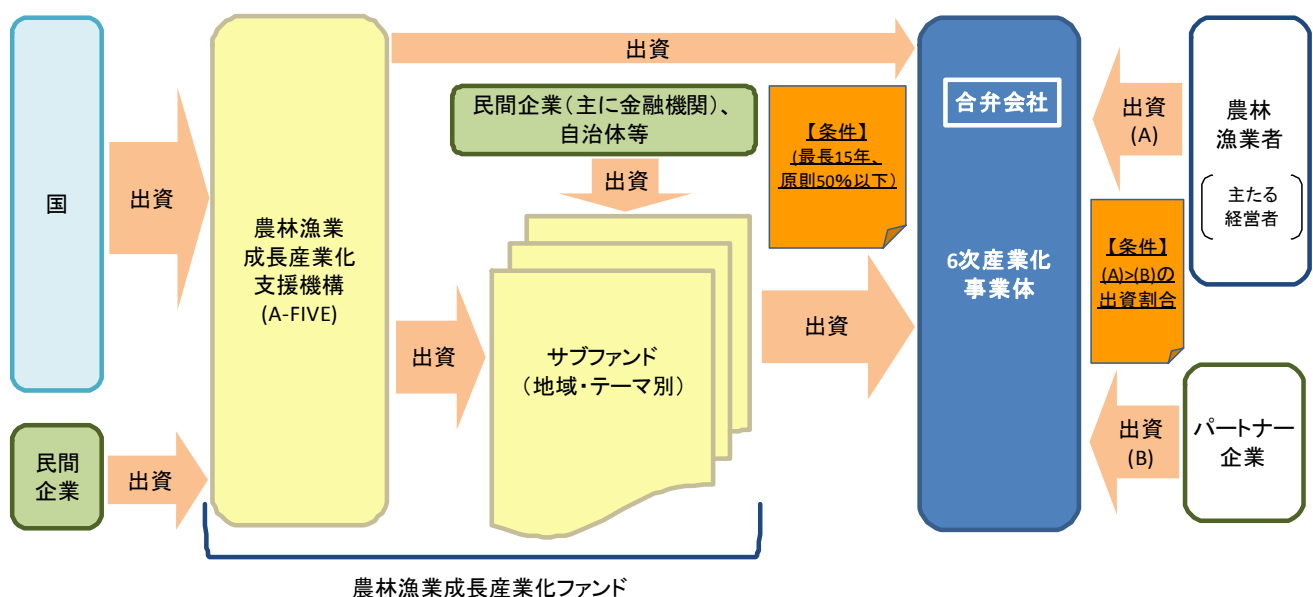 国
出資
民間
企業
出資
農林漁業
成長産業化
支援機構
(A-FIVE)
出資
民間企業(主に金融機関)、
自治体等
出資
出資
サブファンド
(地域・テーマ別)
農林漁業成長産業化ファンド
【条件】
(最長15年、
原則50%以下)
出資
合弁会社
6次産業化
事業体
出資
(A)
農林
漁業者
主たる
経営者
【条件】
(A)>(B)の
出資割合
出資
(B)
パートナー
企業